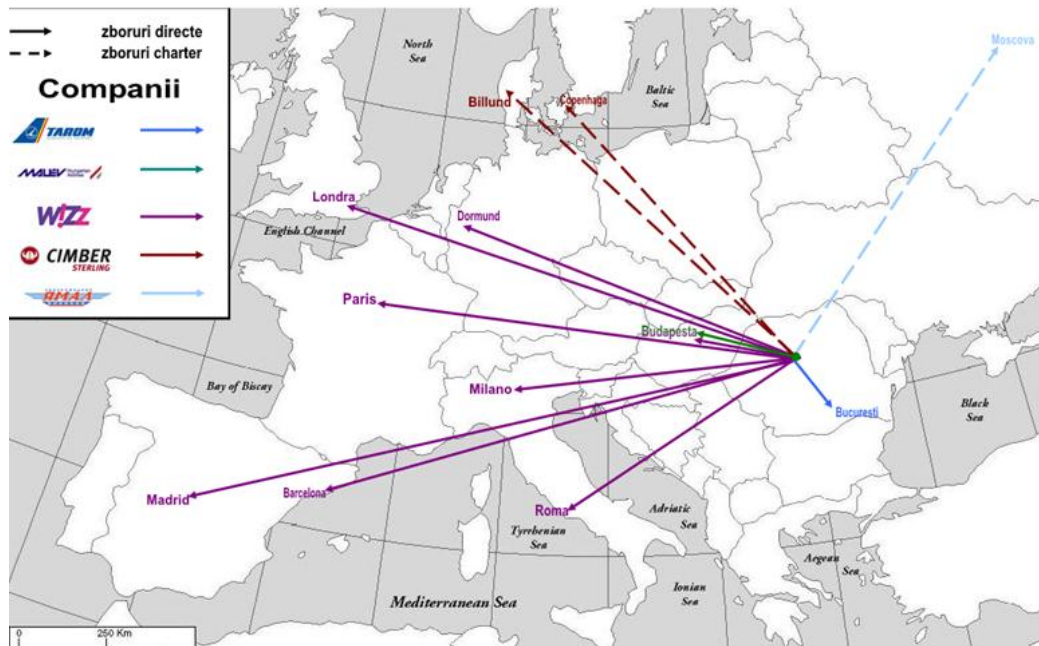 zboruri directe
zboruri charter
Companii
TAROM
MALEV
WIZZ
CIMBER
STERLING
ЯМАЛ
North
Sea
Baltic
Sea
Moscova
Billund
Copenhaga
Londra
Dormund
English Channel
Paris
Budapesta
Bay of Biscay
Milano
Bucuresti
Black
Sea
Madrid
Barcelona
Roma
Adriatic
Sea
Tyrrhenian
Sea
Aegean
Sea
Ionian
Sea
Mediterranean Sea
0 250 Km